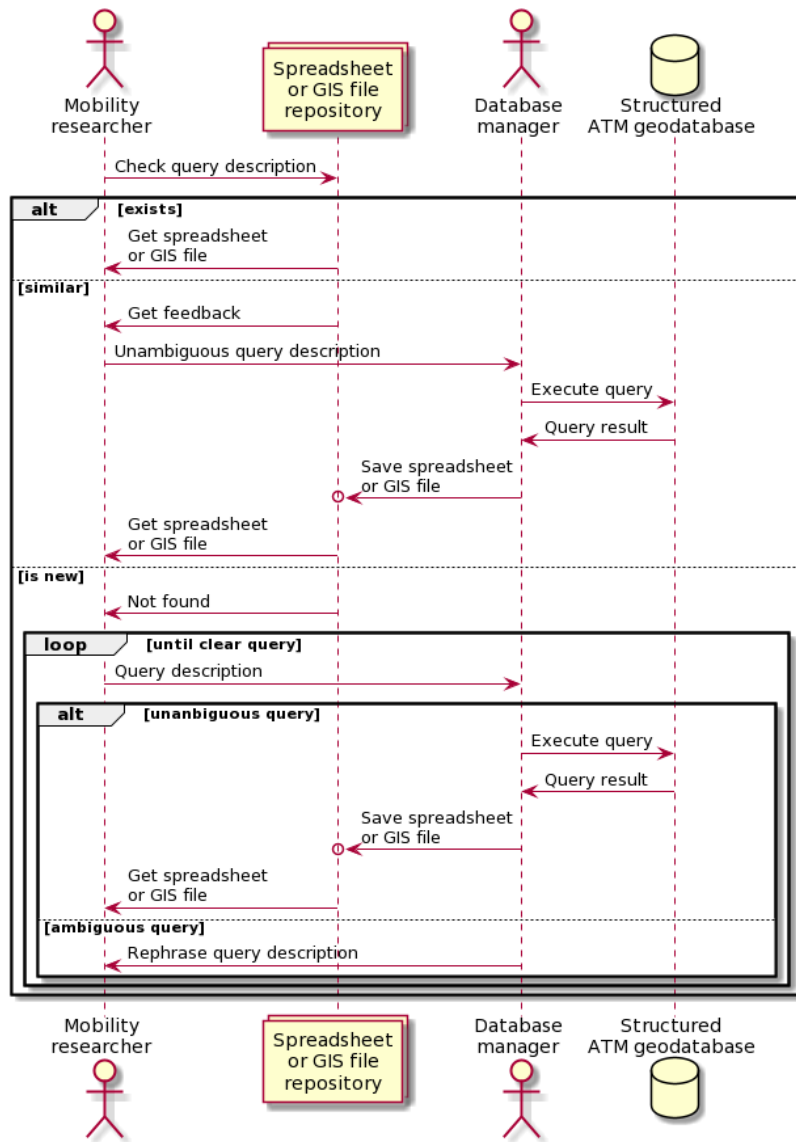 Mobility
researcher
Spreadsheet
or GIS file
repository
Database
manager
Structured
ATM geodatabase
Check query description
alt
[exists]
Get spreadsheet
or GIS file
[similar]
Get feedback
Unambiguous query description
Execute query
Query result
Save spreadsheet
or GIS file
Get spreadsheet
or GIS file
[is new]
Not found
loop
[until clear query]
Query description
alt
[unanbiguous query]
Execute query
Query result
Save spreadsheet
or GIS file
Get spreadsheet
or GIS file
[ambiguous query]
Rephrase query description
Mobility
researcher
Spreadsheet
or GIS file
repository
Database
manager
Structured
ATM geodatabase